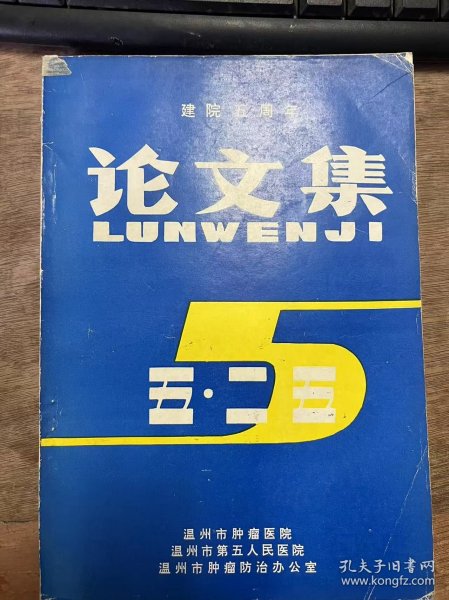 建院五周年
论文集
LUNWENJI
5
五·二五
温州市肿瘤医院
温州市第五人民医院
温州市肿瘤防治办公室
孔夫子旧书网
www.kongfz.com